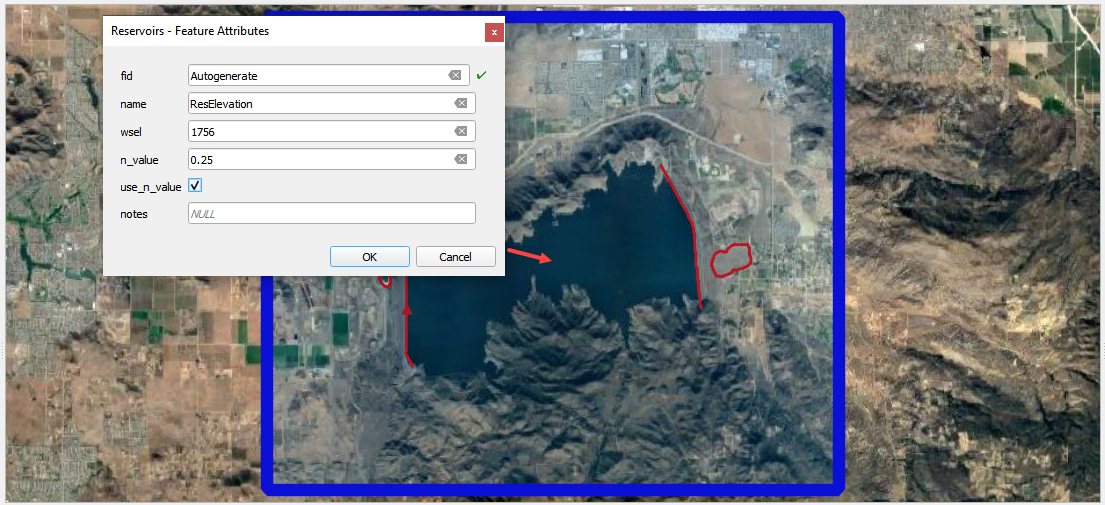 Reservoirs - Feature Attributes
x
fid Autogenerate
name ResElevation
wsel 1756
n_value 0.25
use_n_value
notes NULL
OK Cancel